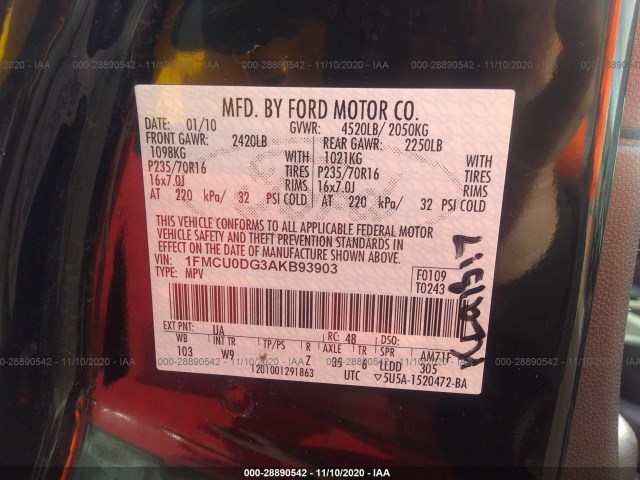 000-28890542 - 11/10/2020 - IAA
MFD. BY FORD MOTOR CO.
DATE: 01/10 GVWR: 4520LB/ 2050KG
FRONT GAWR: 2420LB REAR GAWR: 2250LB
1098KG WITH 1021KG WITH
P235/70R16 TIRES P235/70R16 TIRES
16x7.0J RIMS 16x7.0J RIMS
AT 220 kPa/ 32 PSI COLD AT 220 kPa/ 32 PSI COLD
THIS VEHICLE CONFORMS TO ALL APPLICABLE FEDERAL MOTOR
VEHICLE SAFETY AND THEFT PREVENTION STANDARDS IN
EFFECT ON THE DATE OF MANUFACTURE SHOWN ABOVE.
VIN: 1FMCU0DG3AKB93903 F0109
TYPE: MPV T0243
EXT PNT: UA RC: 48 DSO:
WB INT TR TP/PS R AXLE TR SPR AM71F
103 W9 Z 35 6 LLDD 305
1201001291863 UTC 5U5A-1520472-BA
000-28890542 - 11/10/2020 - IAA